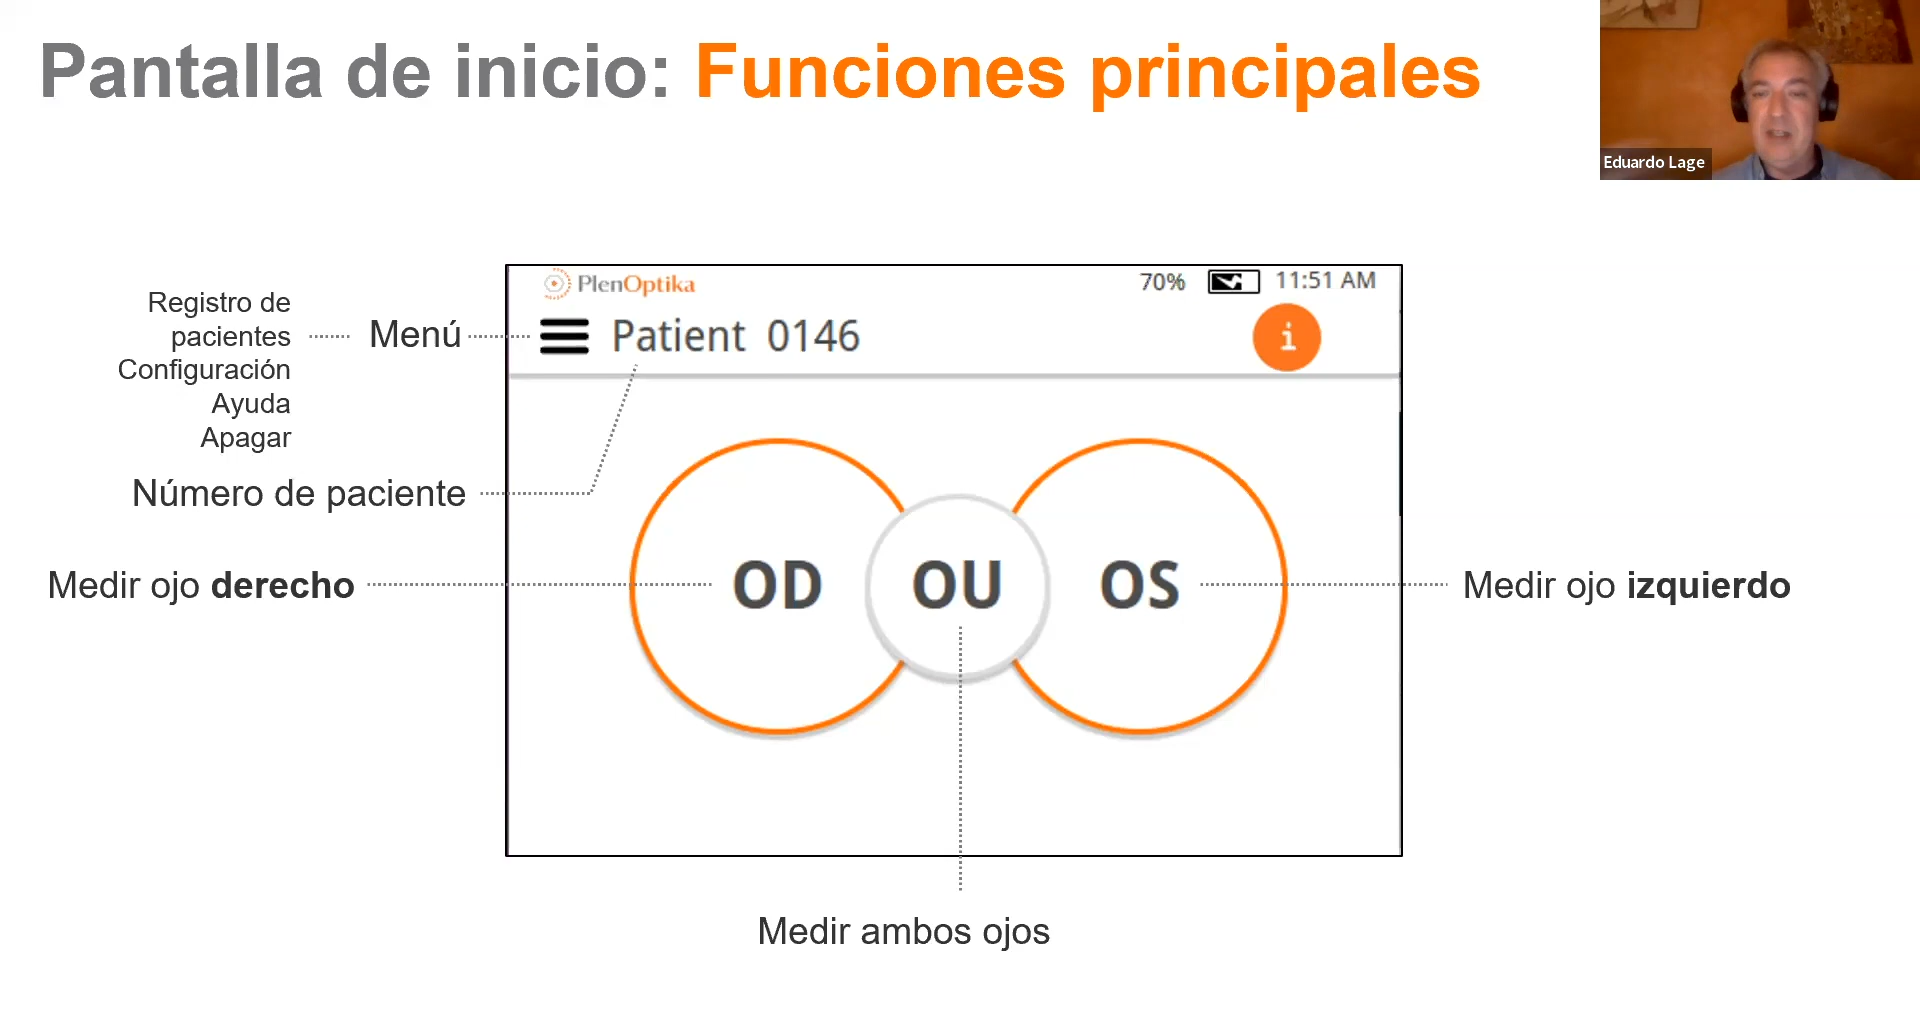 Pantalla de inicio: Funciones principales
Eduardo Lage
PlenOptika
70%
11:51 AM
Patient 0146
i
Registro de
pacientes
Configuración
Ayuda
Apagar
Menú
Número de paciente
Medir ojo derecho
OD
OU
OS
Medir ojo izquierdo
Medir ambos ojos